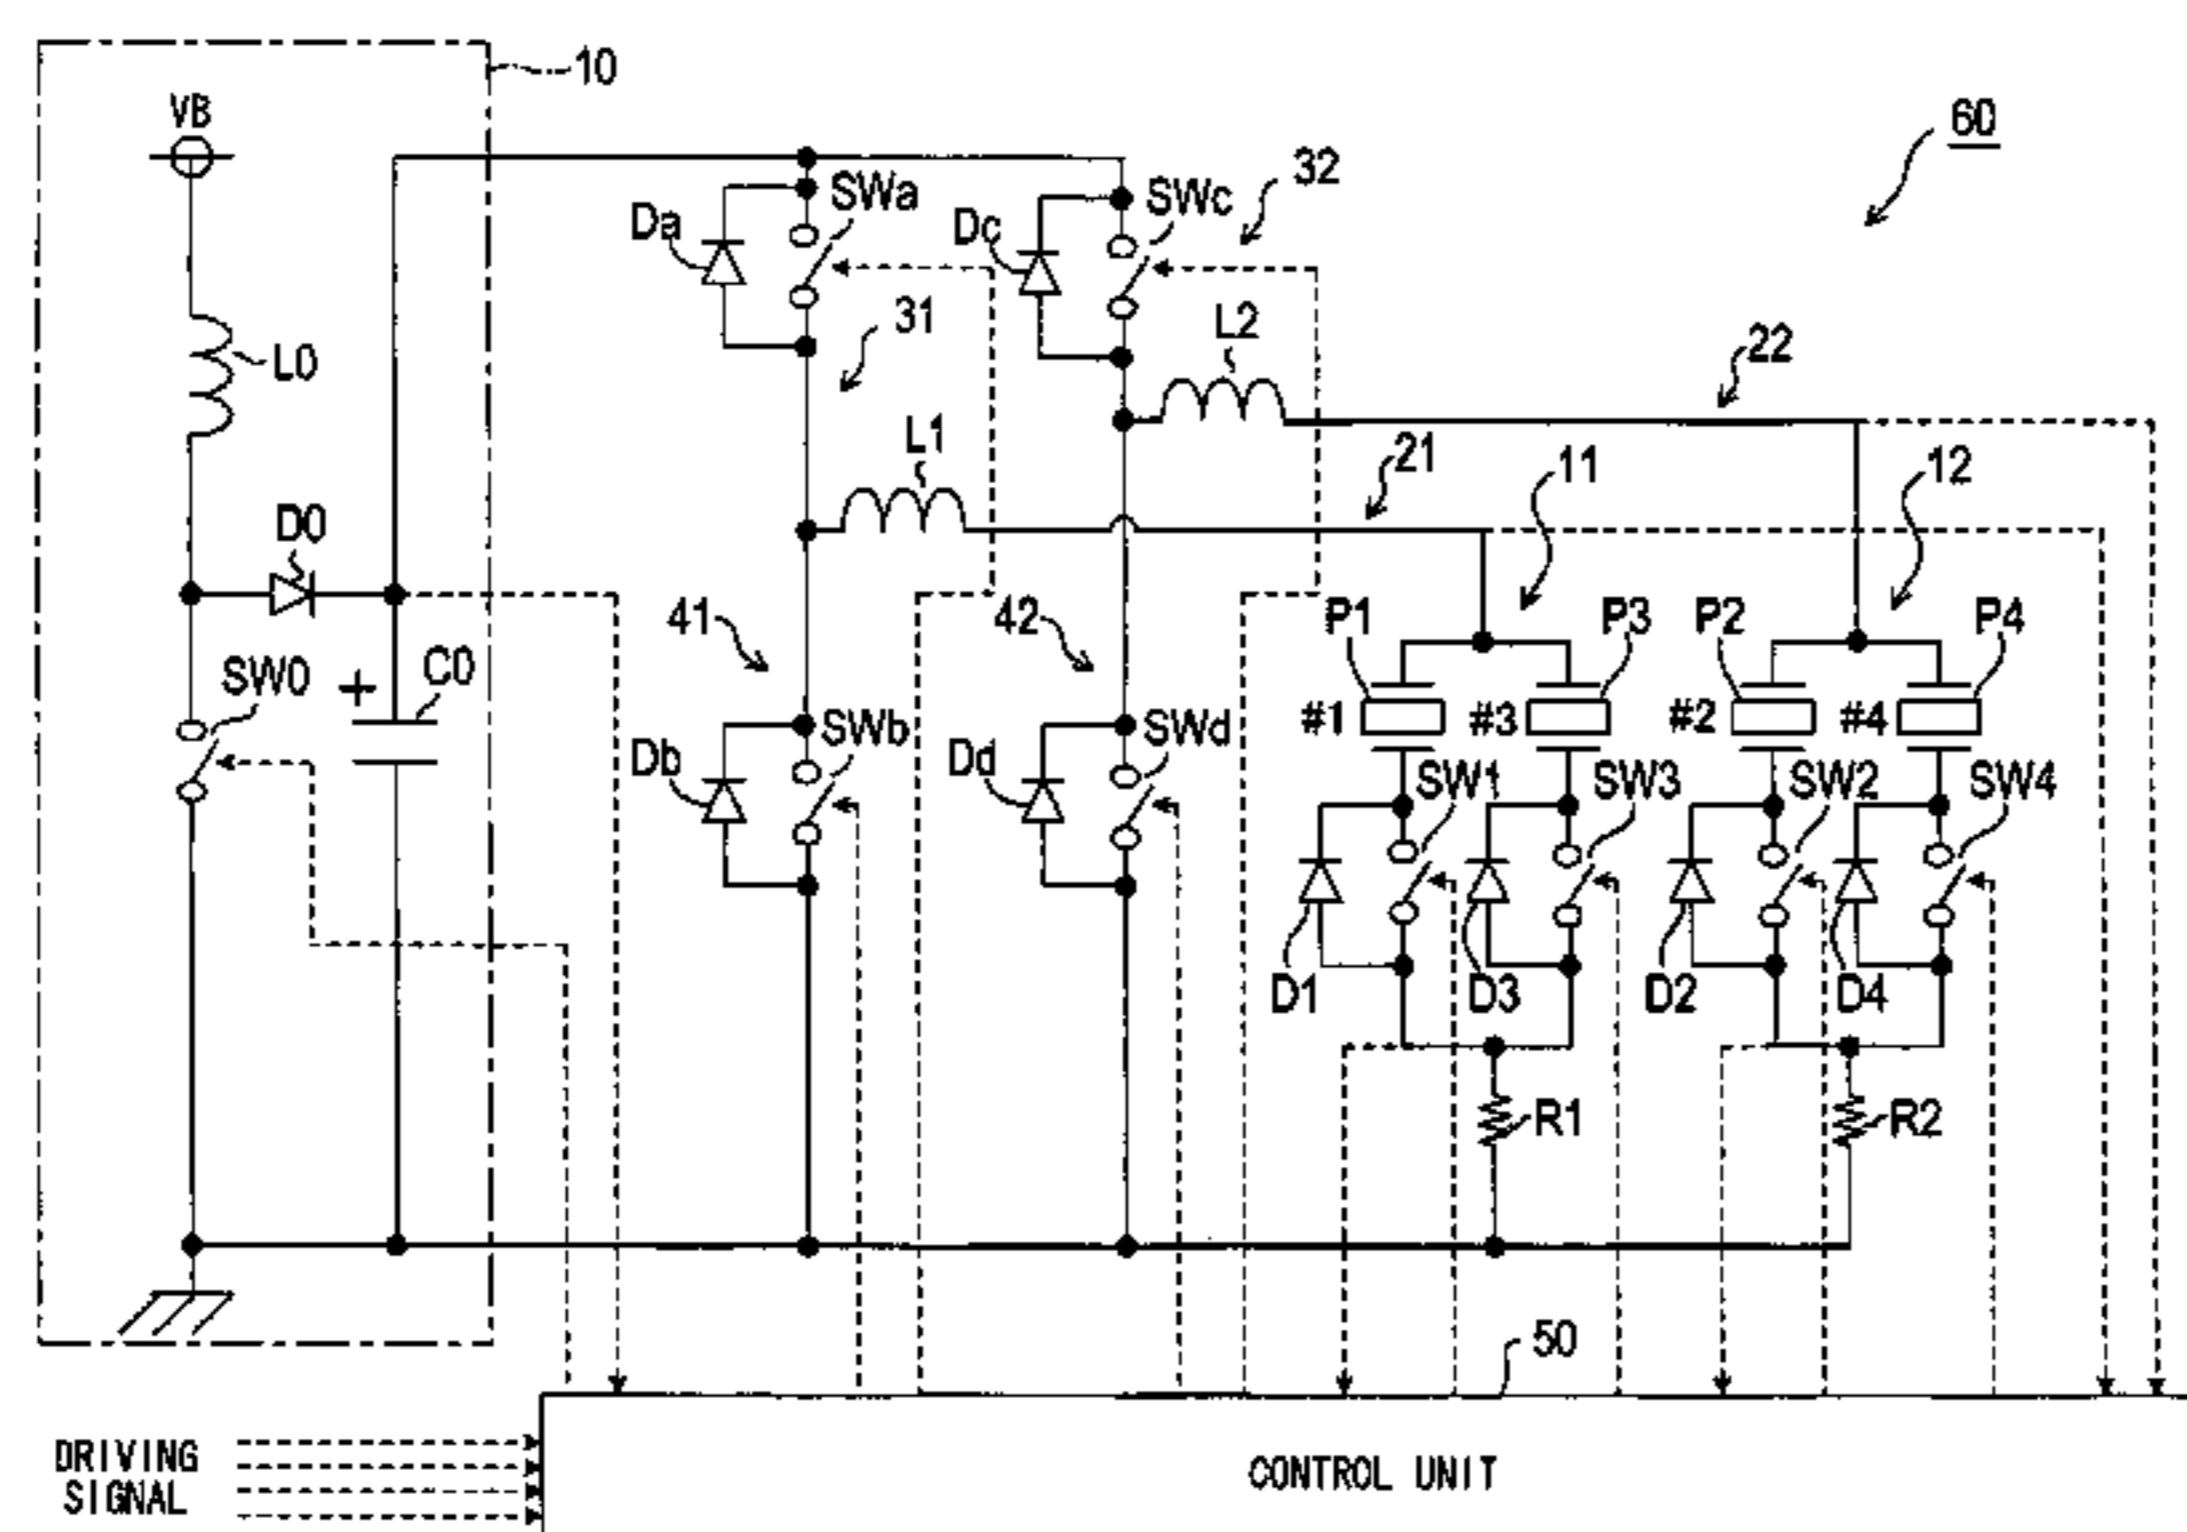 10
VB
60
SWa
32
SWc
Da
Dc
31
L2
22
L0
L1
21
11
12
D0
41
42
P1
P3
P2
P4
SW0
+
C0
#1
#3
#2
#4
SWb
SWd
Db
Dd
SW1
SW3
SW2
SW4
D1
D3
D2
D4
R1
R2
50
DRIVING
SIGNAL
CONTROL UNIT